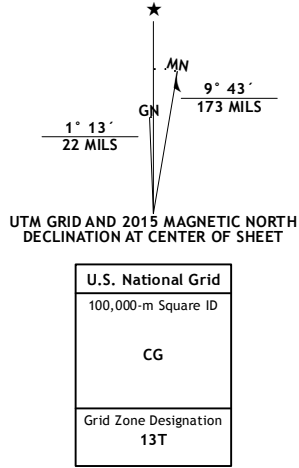 ★
MN
GN
9° 43´
173 MILS
1° 13´
22 MILS
UTM GRID AND 2015 MAGNETIC NORTH
DECLINATION AT CENTER OF SHEET
U.S. National Grid
100,000-m Square ID
CG
Grid Zone Designation
13T